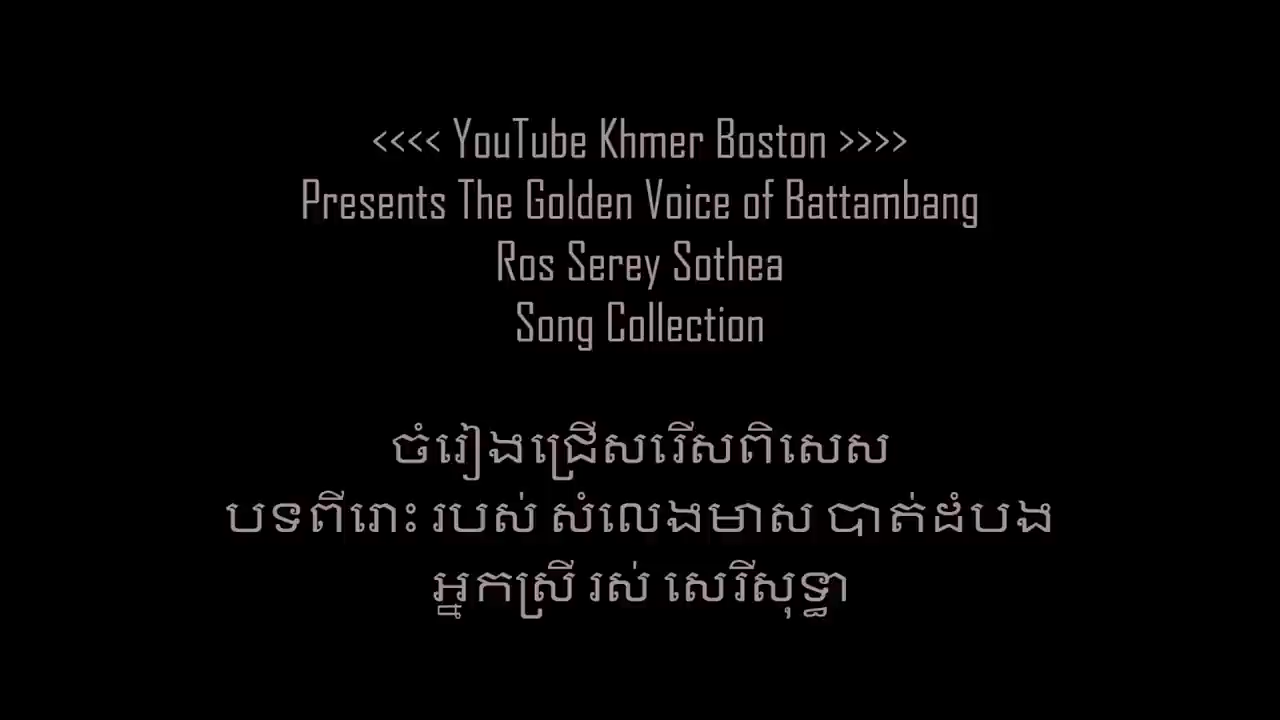 <<<< YouTube Khmer Boston >>>>
Presents The Golden Voice of Battambang
Ros Serey Sothea
Song Collection
ចំរៀងជ្រើសរើសពិសេស
បទពីរោះ របស់ សំលេងមាស បាត់ដំបង
អ្នកស្រី រស់ សេរីសុទ្ធា